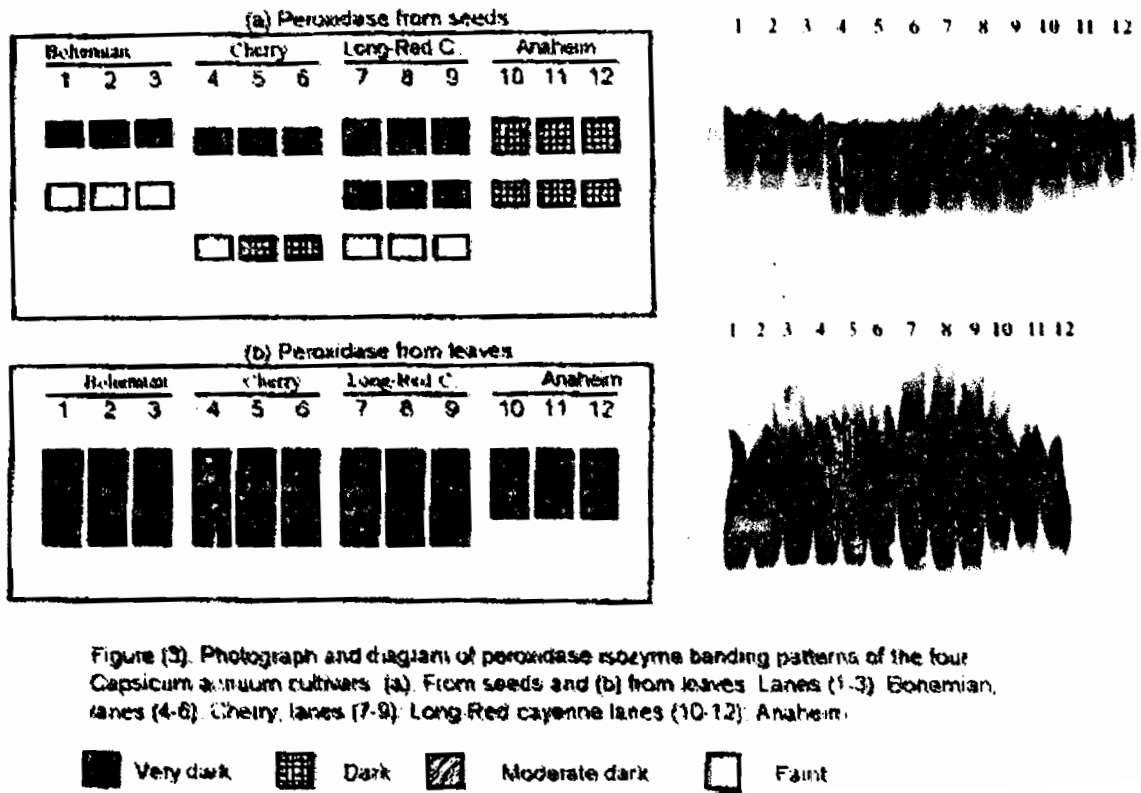 (a) Peroxidase from seeds
Bohemian Cherry Long-Red C. Anaheim
1 2 3 4 5 6 7 8 9 10 11 12
1 2 3 4 5 6 7 8 9 10 11 12
(b) Peroxidase from leaves
Bohemian Cherry Long-Red C. Anaheim
1 2 3 4 5 6 7 8 9 10 11 12
1 2 3 4 5 6 7 8 9 10 11 12
Figure (3). Photograph and diagram of peroxidase isozyme banding patterns of the four
Capsicum annuum cultivars (a). From seeds and (b) from leaves. Lanes (1-3) Bohemian,
lanes (4-6) Cherry, lanes (7-9) Long-Red cayenne lanes (10-12) Anaheim
Very dark Dark Moderate dark Faint